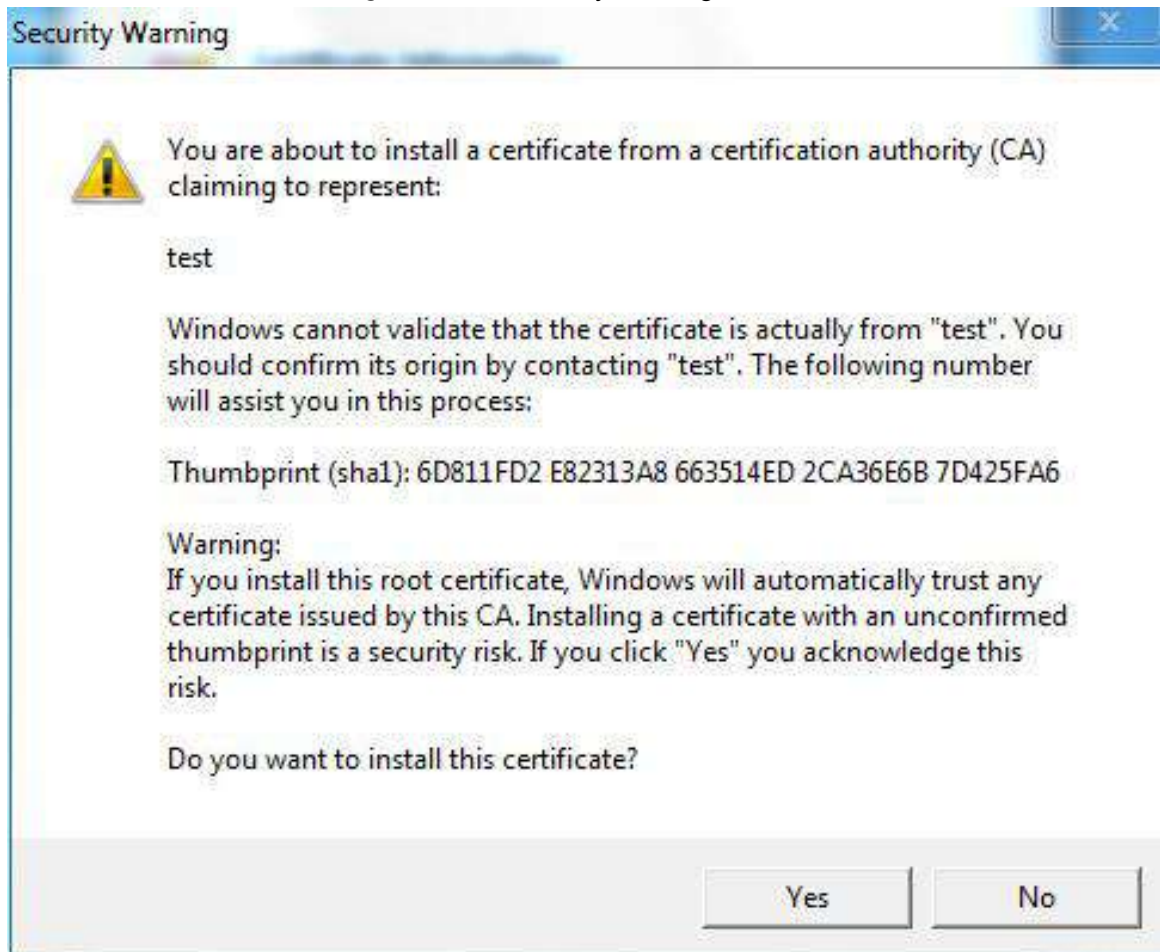 Security Warning
You are about to install a certificate from a certification authority (CA)
claiming to represent:
test
Windows cannot validate that the certificate is actually from "test". You
should confirm its origin by contacting "test". The following number
will assist you in this process:
Thumbprint (sha1): 6D811FD2 E82313A8 663514ED 2CA36E6B 7D425FA6
Warning:
If you install this root certificate, Windows will automatically trust any
certificate issued by this CA. Installing a certificate with an unconfirmed
thumbprint is a security risk. If you click "Yes" you acknowledge this
risk.
Do you want to install this certificate?
Yes No